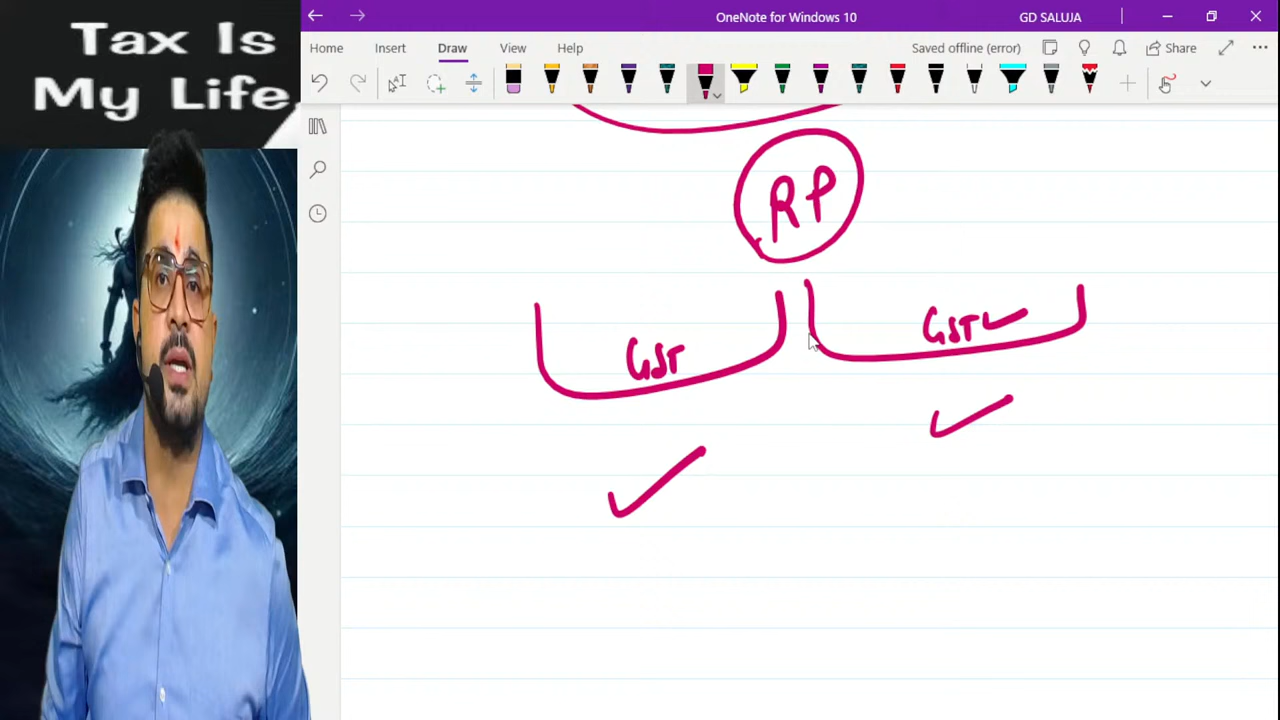 Tax Is
My Life
OneNote for Windows 10
GD SALUJA
Home
Insert
Draw
View
Help
Saved offline (error)
Share
RP
GST
GST